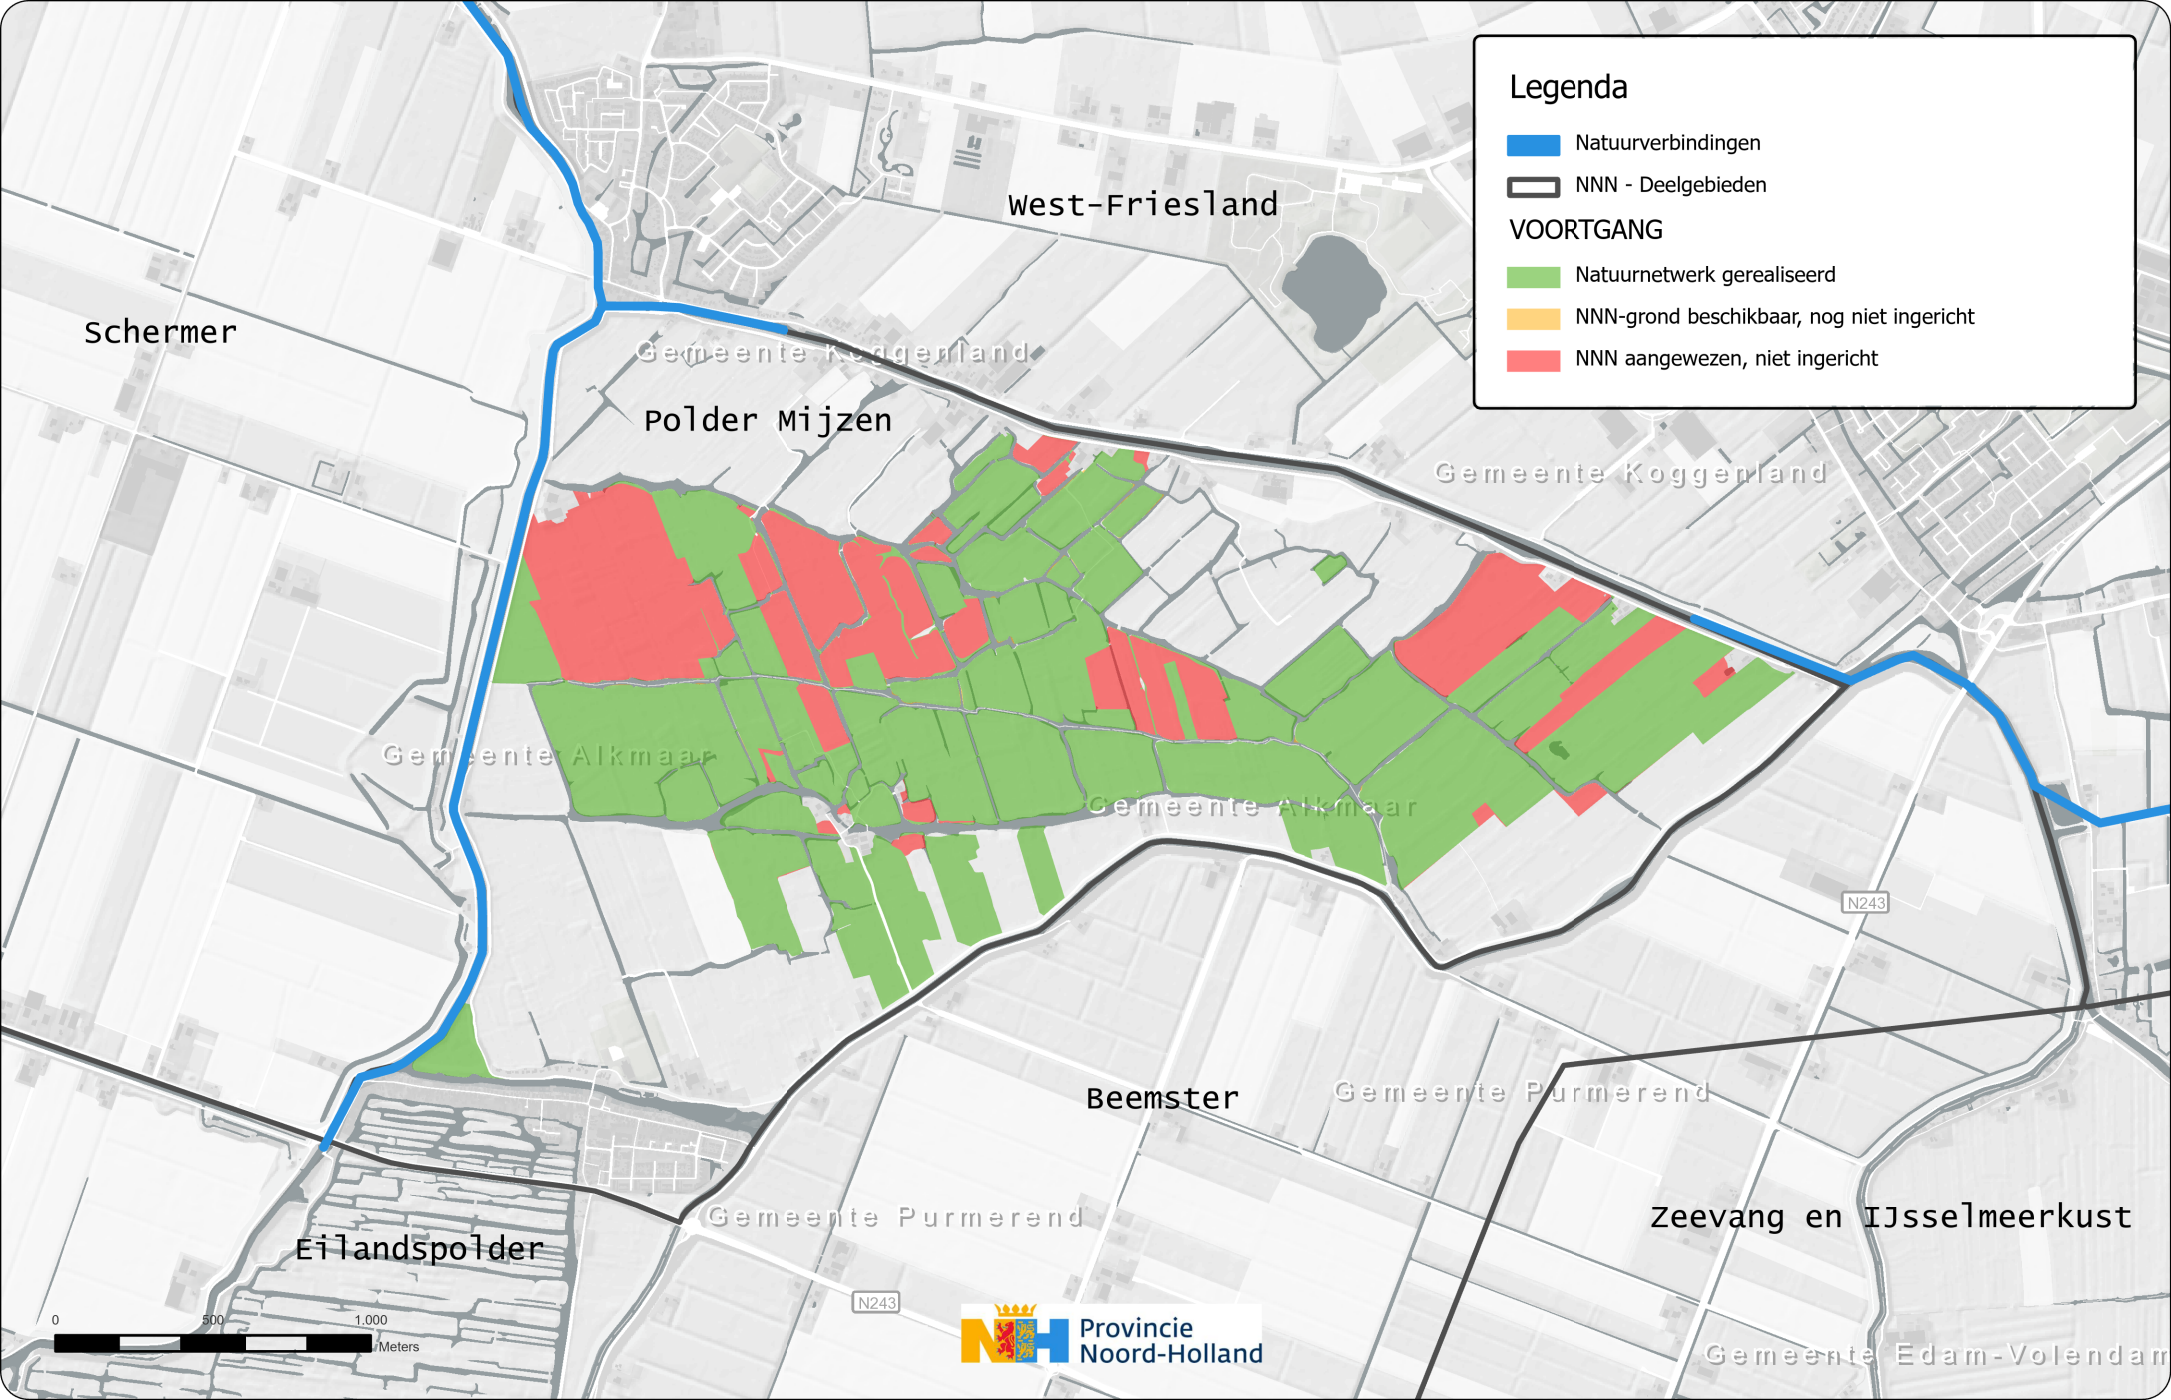 Legenda
Natuurverbindingen
NNN - Deelgebieden
VOORTGANG
Natuurnetwerk gerealiseerd
NNN-grond beschikbaar, nog niet ingericht
NNN aangewezen, niet ingericht
West-Friesland
Schermer
Gemeente Koggenland
Polder Mijzen
Gemeente Koggenland
Gemeente Alkmaar
Gemeente Alkmaar
N243
Beemster
Gemeente Purmerend
Gemeente Purmerend
Zeevang en IJsselmeerkust
Eilandspolder
N243
0 500 1.000
Meters
Provincie
Noord-Holland
NH
Gemeente Edam-Volendam